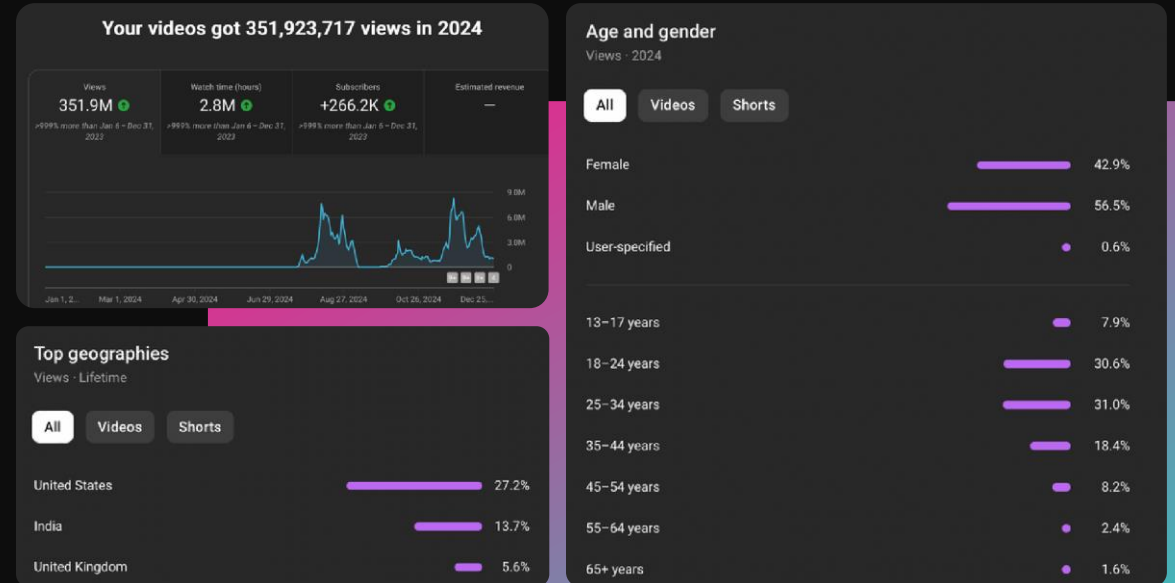 Your videos got 351,923,717 views in 2024
Views
351.9M
>999% more than Jan 6 – Dec 31,
2023
Watch time (hours)
2.8M
>999% more than Jan 6 – Dec 31,
2023
Subscribers
+266.2K
>999% more than Jan 6 – Dec 31,
2023
Estimated revenue
—
9.0M
6.0M
3.0M
0
Jan 1, 2... Mar 1, 2024 Apr 30, 2024 Jun 29, 2024 Aug 27, 2024 Oct 26, 2024 Dec 25,...
Top geographies
Views · Lifetime
All Videos Shorts
United States 27.2%
India 13.7%
United Kingdom 5.6%
Age and gender
Views · 2024
All Videos Shorts
Female 42.9%
Male 56.5%
User-specified 0.6%
13–17 years 7.9%
18–24 years 30.6%
25–34 years 31.0%
35–44 years 18.4%
45–54 years 8.2%
55–64 years 2.4%
65+ years 1.6%